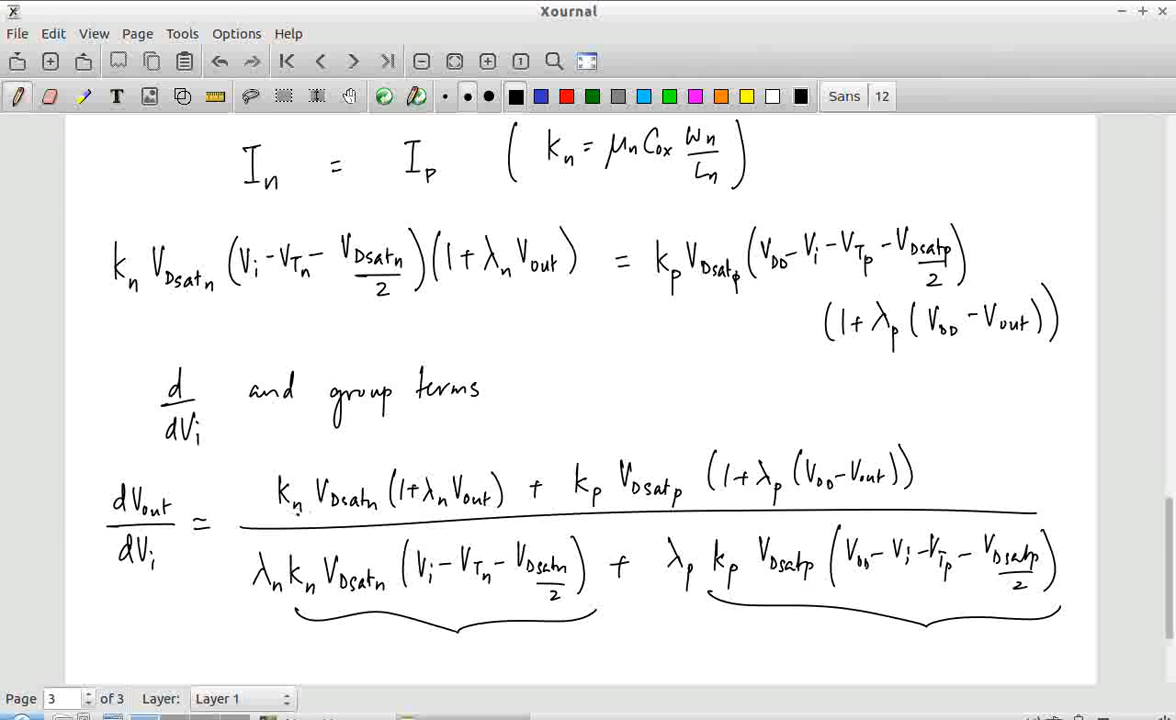 Xournal
File Edit View Page Tools Options Help
Sans 12
I_n = I_p ( k_n = μ_n C_ox W_n/L_n )
k_n V_Dsatn (V_i - V_Tn - V_Dsatn/2)(1 + λ_n V_out) = k_p V_Dsatp (V_DD - V_i - V_Tp - V_Dsatp/2)
(1 + λ_p (V_DD - V_out))
d/dV_i and group terms
dV_out/dV_i = k_n V_Dsatn (1 + λ_n V_out) + k_p V_Dsatp (1 + λ_p (V_DD - V_out))
λ_n k_n V_Dsatn (V_i - V_Tn - V_Dsatn/2) + λ_p k_p V_Dsatp (V_DD - V_i - V_Tp - V_Dsatp/2)
Page 3 of 3 Layer: Layer 1